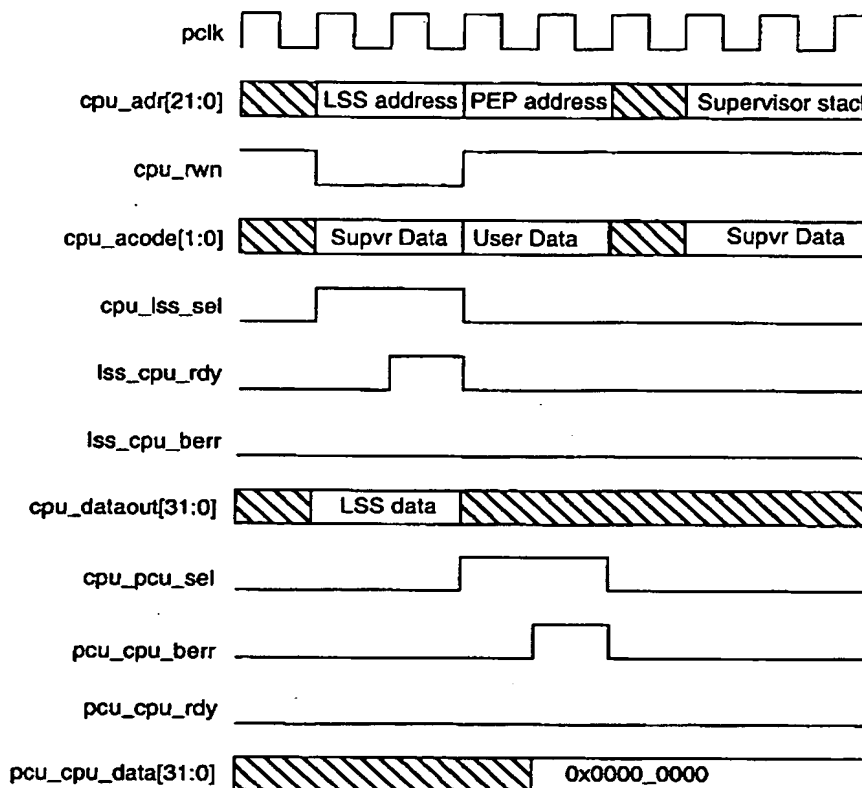 pclk
cpu_adr[21:0] LSS address PEP address Supervisor stack
cpu_rwn
cpu_acode[1:0] Supvr Data User Data Supvr Data
cpu_lss_sel
lss_cpu_rdy
lss_cpu_berr
cpu_dataout[31:0] LSS data
cpu_pcu_sel
pcu_cpu_berr
pcu_cpu_rdy
pcu_cpu_data[31:0] 0x0000_0000